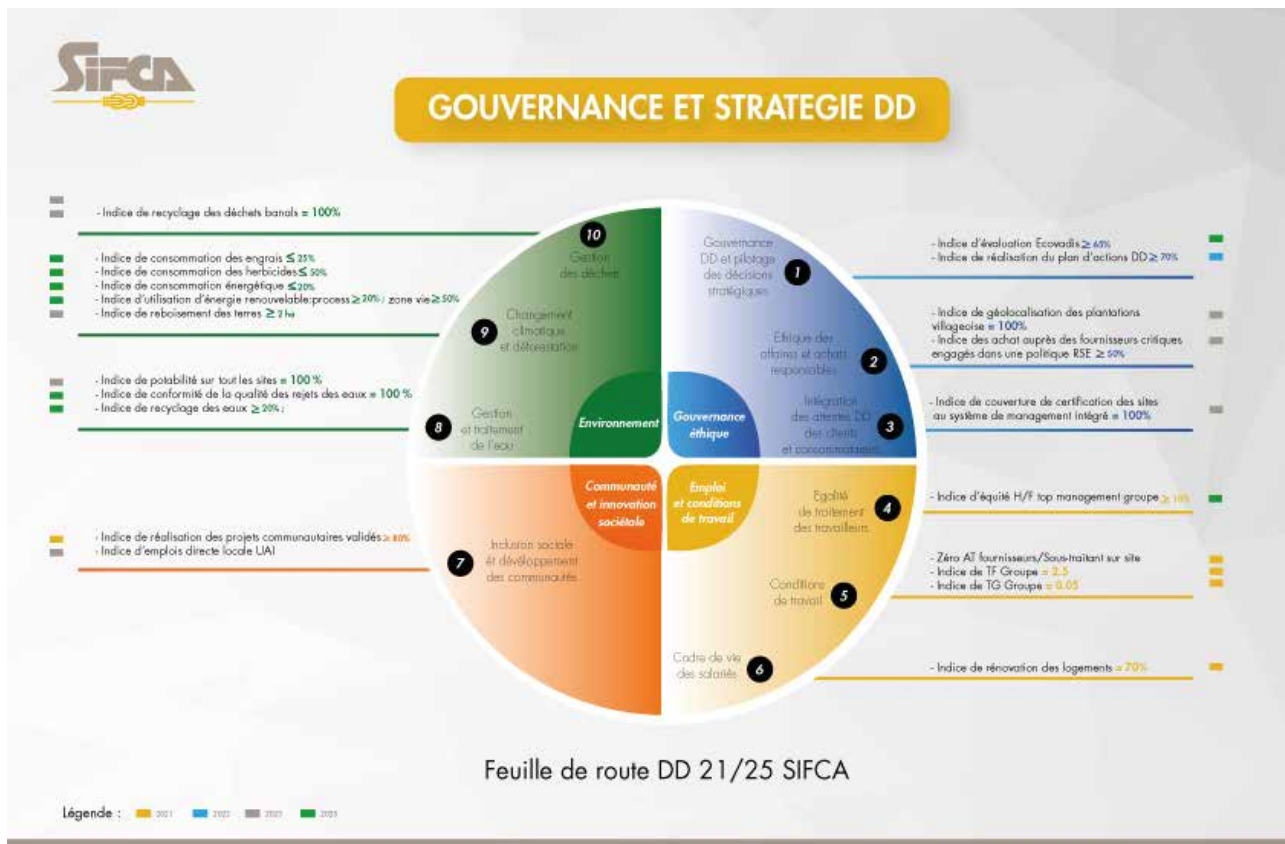 SIFCA
GOUVERNANCE ET STRATEGIE DD
- Indice de recyclage des déchets banals = 100%
- Indice de consommation des engrais ≤ 25%
- Indice de consommation des herbicides ≤ 50%
- Indice de consommation énergétique ≤ 20%
- Indice d'utilisation d'énergie renouvelable:process ≥ 20% ; zone vie ≥ 50%
- Indice de reboisement des terres ≥ 2 ha
- Indice de potabilité sur tout les sites = 100 %
- Indice de conformité de la qualité des rejets des eaux = 100 %
- Indice de recyclage des eaux ≥ 20% ;
- Indice de réalisation des projets communautaires validés ≥ 80%
- Indice d'emplois directe locale UAI
10
Gestion
des déchets
9
Changement
climatique
et déforestation
8
Gestion
et traitement
de l'eau
Environnement
Gouvernance
éthique
Communauté
et innovation
sociétale
Emploi
et conditions
de travail
7
Inclusion sociale
et développement
des communautés
Gouvernance
DD et pilotage
des décisions
stratégiques
1
Ethique des
affaires et achats
responsables
2
Intégration
des attentes DD
des clients
et consommateurs
3
Egalité
de traitement
des travailleurs
4
Conditions
de travail
5
Cadre de vie
des salariés
6
- Indice d'évaluation Ecovadis ≥ 65%
- Indice de réalisation du plan d'actions DD ≥ 70%
- Indice de géolocalisation des plantations
villageoise = 100%
- Indice des achat auprès des fournisseurs critiques
engagés dans une politique RSE ≥ 50%
- Indice de couverture de certification des sites
au système de management intégré = 100%
- Indice d'équité H/F top management groupe ≥
- Zéro AT fournisseurs/Sous-traitant sur site
- Indice de TF Groupe = 2.5
- Indice de TG Groupe = 0.05
- Indice de rénovation des logements = 70%
Feuille de route DD 21/25 SIFCA
Légende : 2021 2022 2023